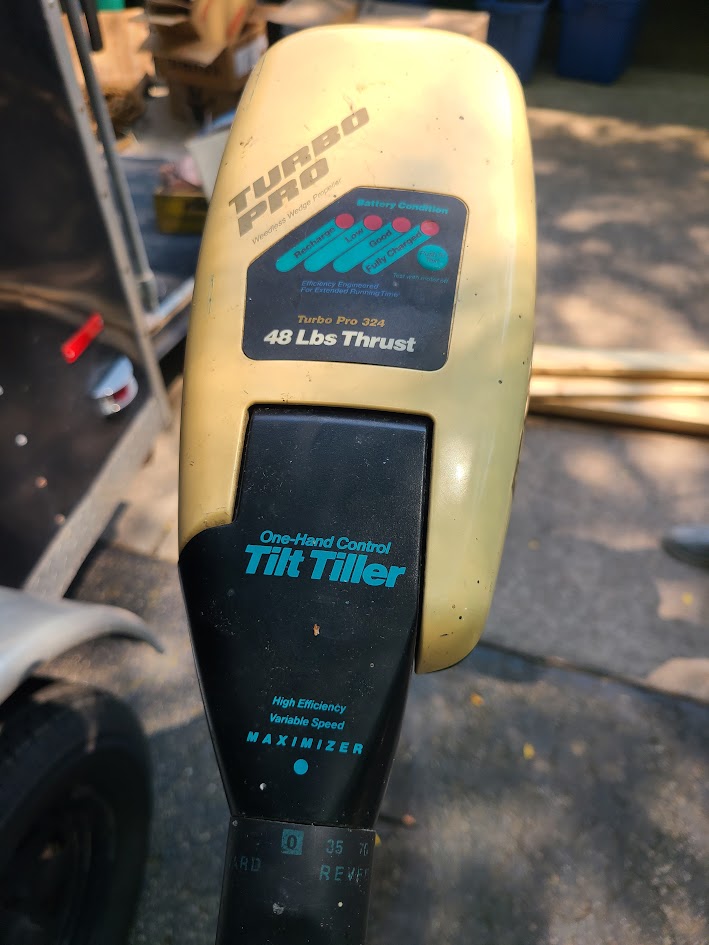 TURBO
PRO
Weedless Wedge Propeller
Battery Condition
Recharge
Low
Good
Fully Charged
Efficiency Engineered
For Extended Running Time
Turbo Pro 324
48 Lbs Thrust
One-Hand Control
Tilt Tiller
High Efficiency
Variable Speed
MAXIMIZER
0 35